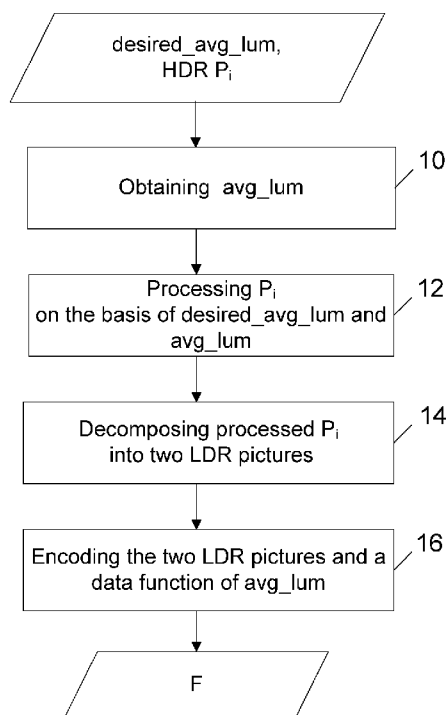 desired_avg_lum,
HDR Pi
Obtaining avg_lum
10
Processing Pi
on the basis of desired_avg_lum and
avg_lum
12
Decomposing processed Pi
into two LDR pictures
14
Encoding the two LDR pictures and a
data function of avg_lum
16
F